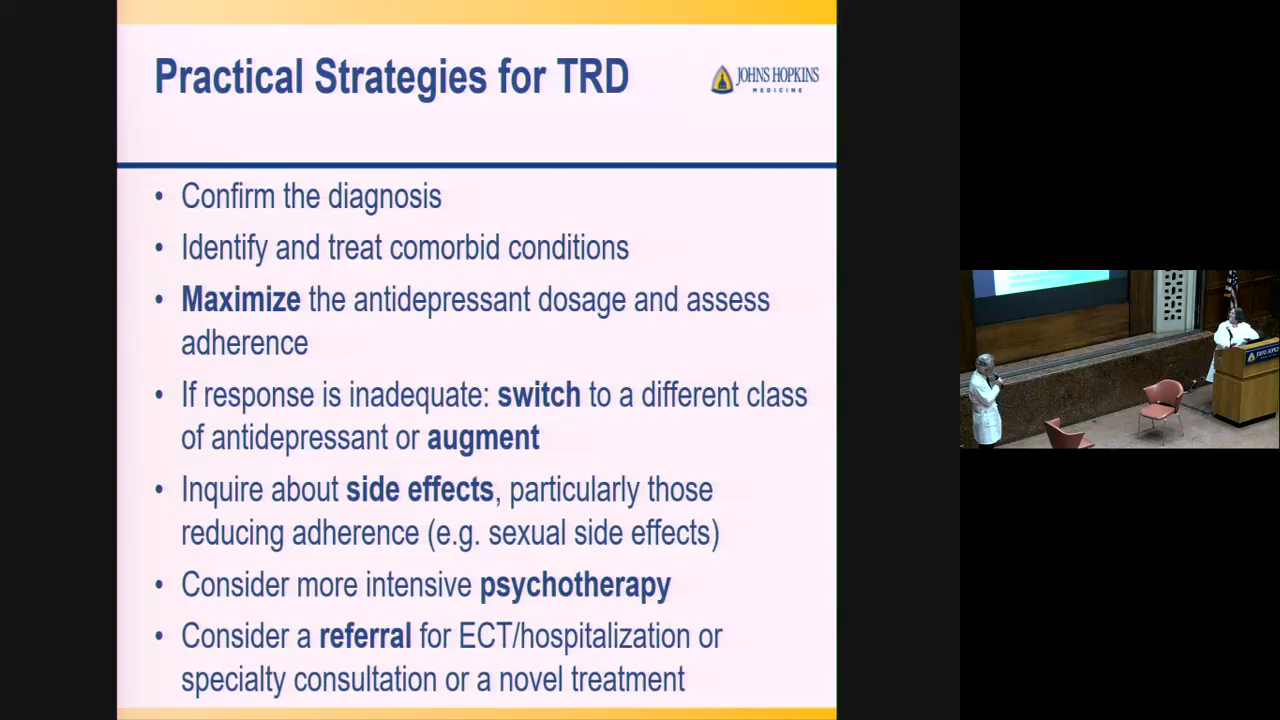 Practical Strategies for TRD
JOHNS HOPKINS
MEDICINE
• Confirm the diagnosis
• Identify and treat comorbid conditions
• Maximize the antidepressant dosage and assess
adherence
• If response is inadequate: switch to a different class
of antidepressant or augment
• Inquire about side effects, particularly those
reducing adherence (e.g. sexual side effects)
• Consider more intensive psychotherapy
• Consider a referral for ECT/hospitalization or
specialty consultation or a novel treatment
JOHNS HOPKINS